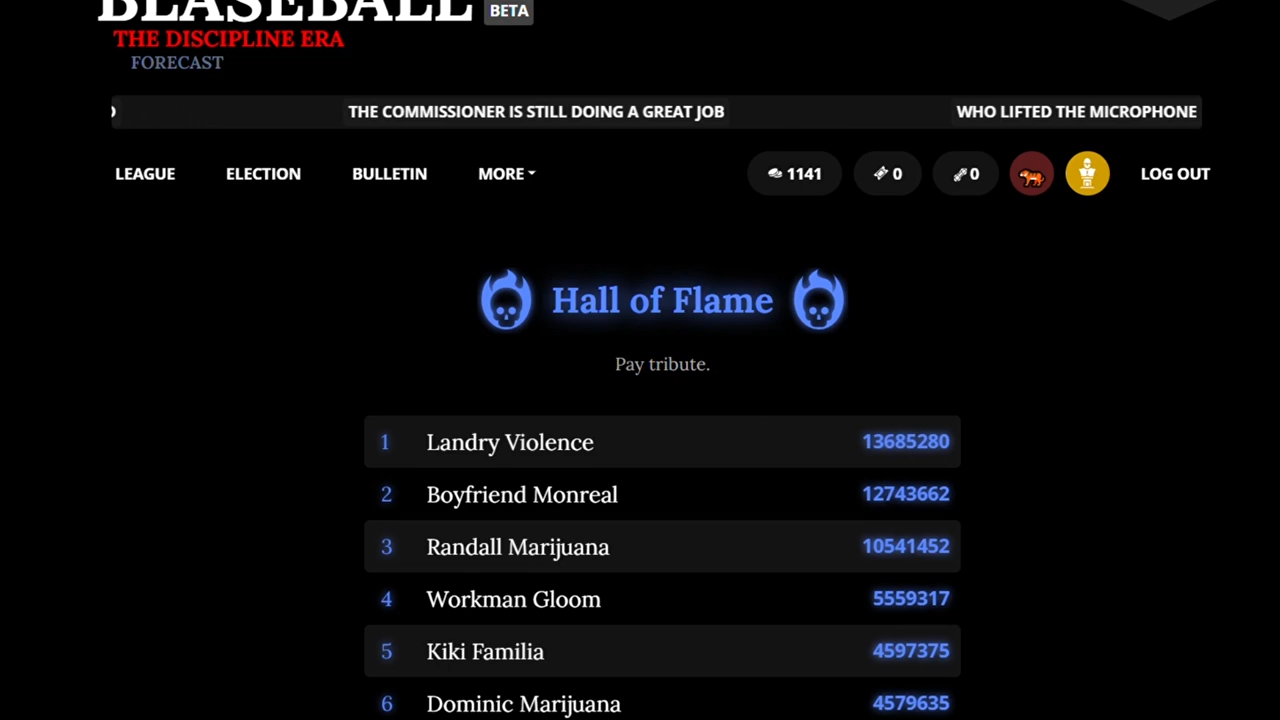 BLASEBALL BETA
THE DISCIPLINE ERA
FORECAST
THE COMMISSIONER IS STILL DOING A GREAT JOB WHO LIFTED THE MICROPHONE
LEAGUE ELECTION BULLETIN MORE 1141 0 0 LOG OUT
Hall of Flame
Pay tribute.
1 Landry Violence 13685280
2 Boyfriend Monreal 12743662
3 Randall Marijuana 10541452
4 Workman Gloom 5559317
5 Kiki Familia 4597375
6 Dominic Marijuana 4579635